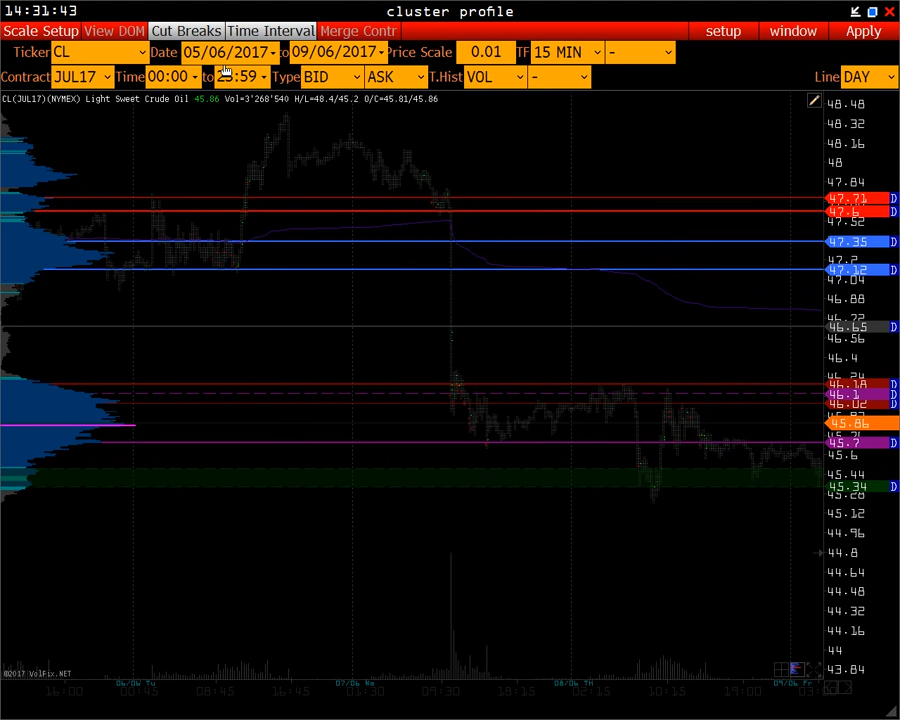 14:31:43 cluster profile
Scale Setup View DOM Cut Breaks Time Interval Merge Contr setup window Apply
Ticker CL Date 05/06/2017 to 09/06/2017 Price Scale 0.01 TF 15 MIN -
Contract JUL17 Time 00:00 to 23:59 Type BID ASK T.Hist VOL - Line DAY
CL(JUL17)(NYMEX) Light Sweet Crude Oil 45.86 Vol=3'268'540 H/L=48.4/45.2 O/C=45.81/45.86
48.48
48.32
48.16
48
47.84
47.71 D
47.6 D
47.52
47.35 D
47.2
47.12 D
47.04
46.88
46.72
46.65 D
46.56
46.4
46.24
46.18 D
46.1 D
46.02 D
45.86
45.7 D
45.6
45.44
45.34 D
45.28
45.12
44.96
44.8
44.64
44.48
44.32
44.16
44
43.84
©2017 VolFix.NET
06/06 Tu 07/06 We 08/06 TH 09/06 Fr
16:00 00:45 08:45 16:45 01:30 09:30 18:15 02:15 10:15 19:00 03:00